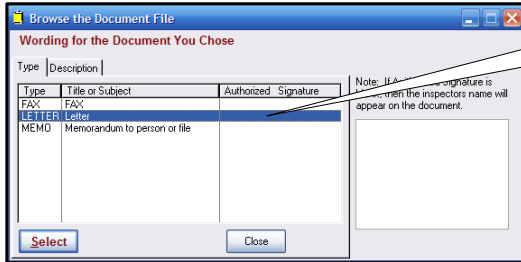 Browse the Document File
Wording for the Document You Chose
Type Description
Type Title or Subject Authorized Signature
FAX FAX
LETTER Letter
MEMO Memorandum to person or file
Note: If signature is
then the inspectors name will
appear on the document.
Select Close